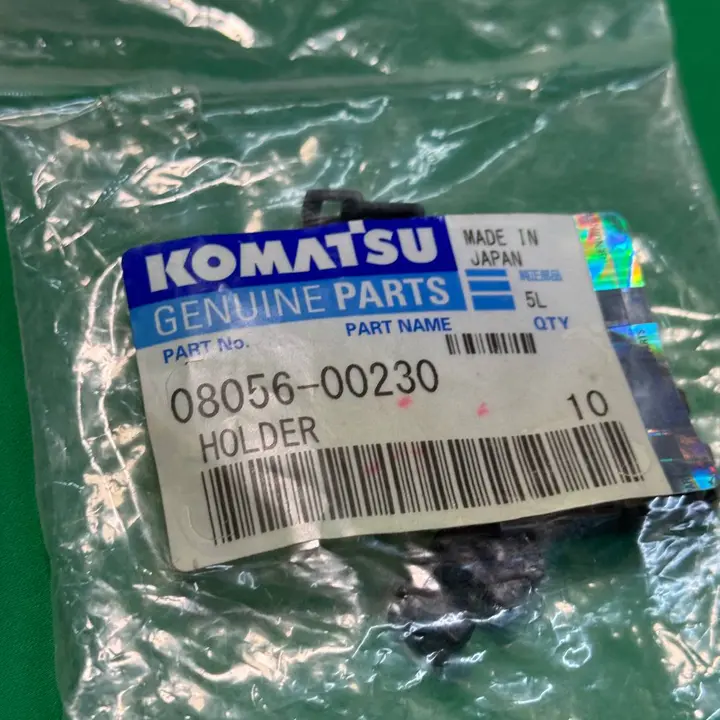 KOMATSU
GENUINE PARTS
MADE IN
JAPAN
純正部品
5L
PART No.
PART NAME
QTY
08056-00230
HOLDER
10